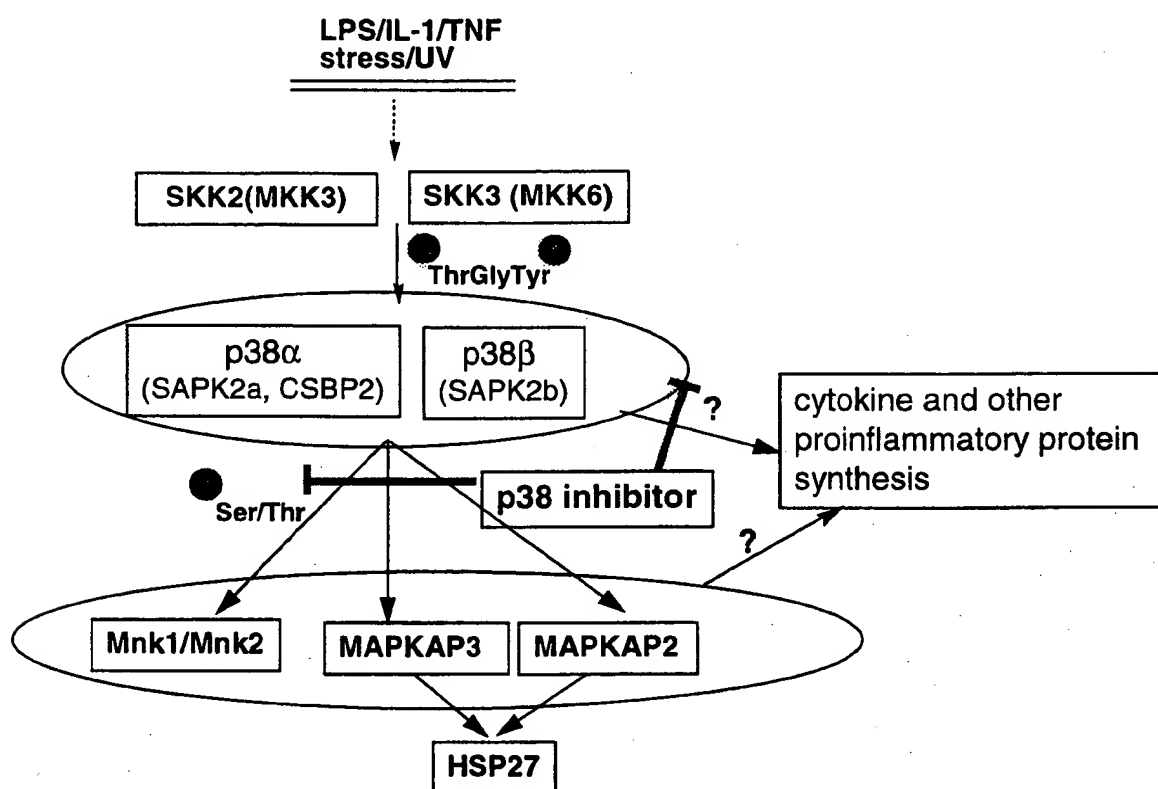 LPS/IL-1/TNF
stress/UV
SKK2(MKK3)
SKK3 (MKK6)
ThrGlyTyr
p38α
(SAPK2a, CSBP2)
p38β
(SAPK2b)
?
cytokine and other
proinflammatory protein
synthesis
p38 inhibitor
Ser/Thr
?
Mnk1/Mnk2
MAPKAP3
MAPKAP2
HSP27